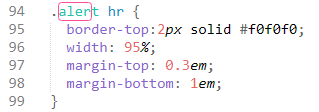 94 .alert hr {
95 border-top:2px solid #f0f0f0;
96 width: 95%;
97 margin-top: 0.3em;
98 margin-bottom: 1em;
99 }